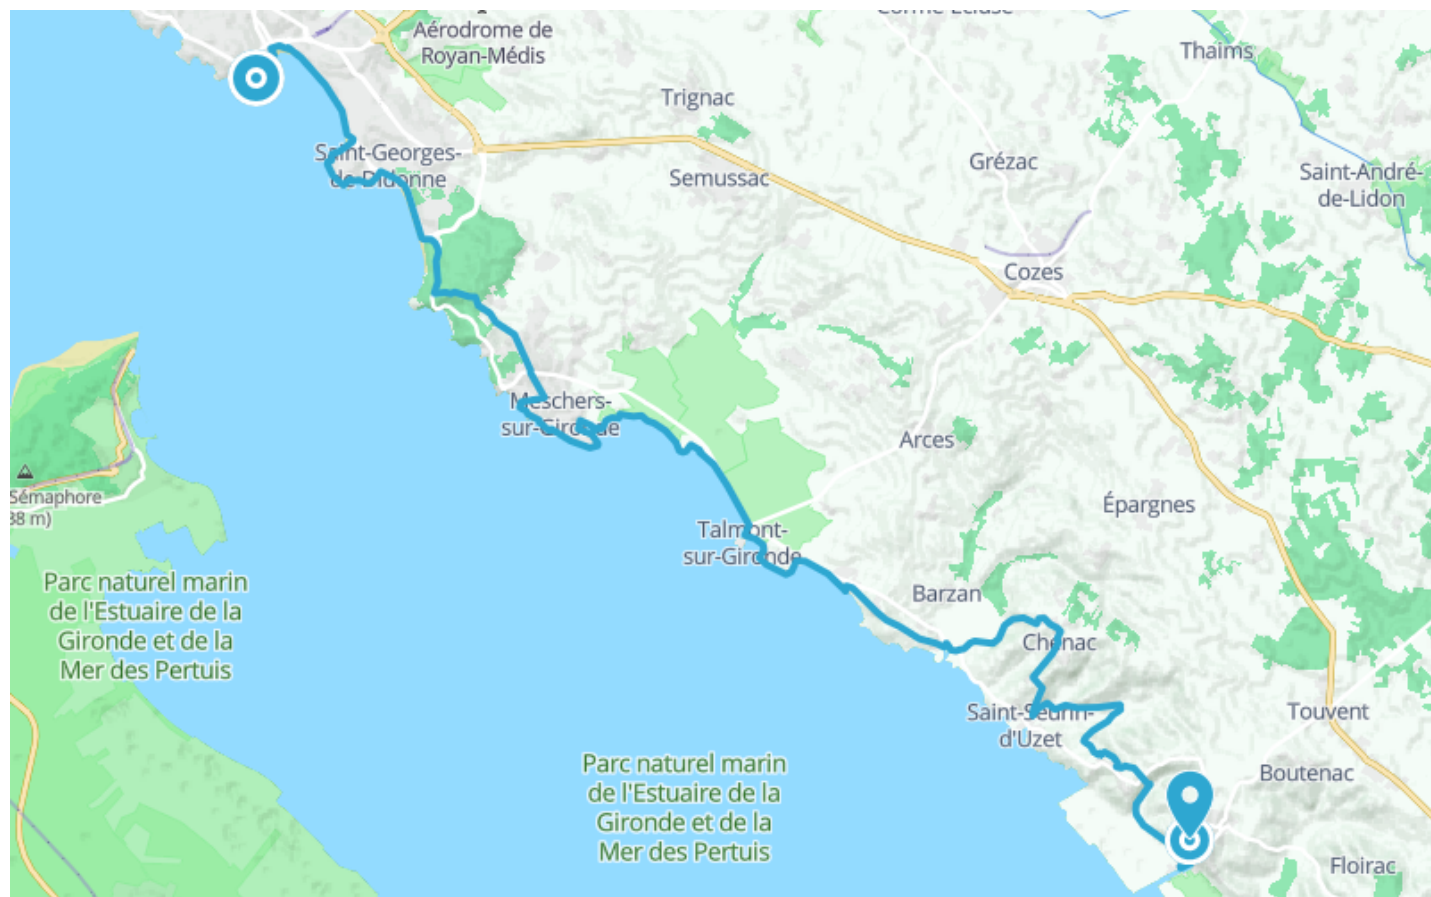 Aérodrome de
Royan-Médis
Thaims
Trignac
Saint-Georges-
de-Didonne
Semussac
Grézac
Saint-André-
de-Lidon
Cozes
Meschers-
sur-Gironde
Arces
Sémaphore
38 m)
Épargnes
Talmont-
sur-Gironde
Parc naturel marin
de l'Estuaire de la
Gironde et de la
Mer des Pertuis
Barzan
Chenac
Saint-Seurin-
d'Uzet
Touvent
Parc naturel marin
de l'Estuaire de la
Gironde et de la
Mer des Pertuis
Boutenac
Floirac